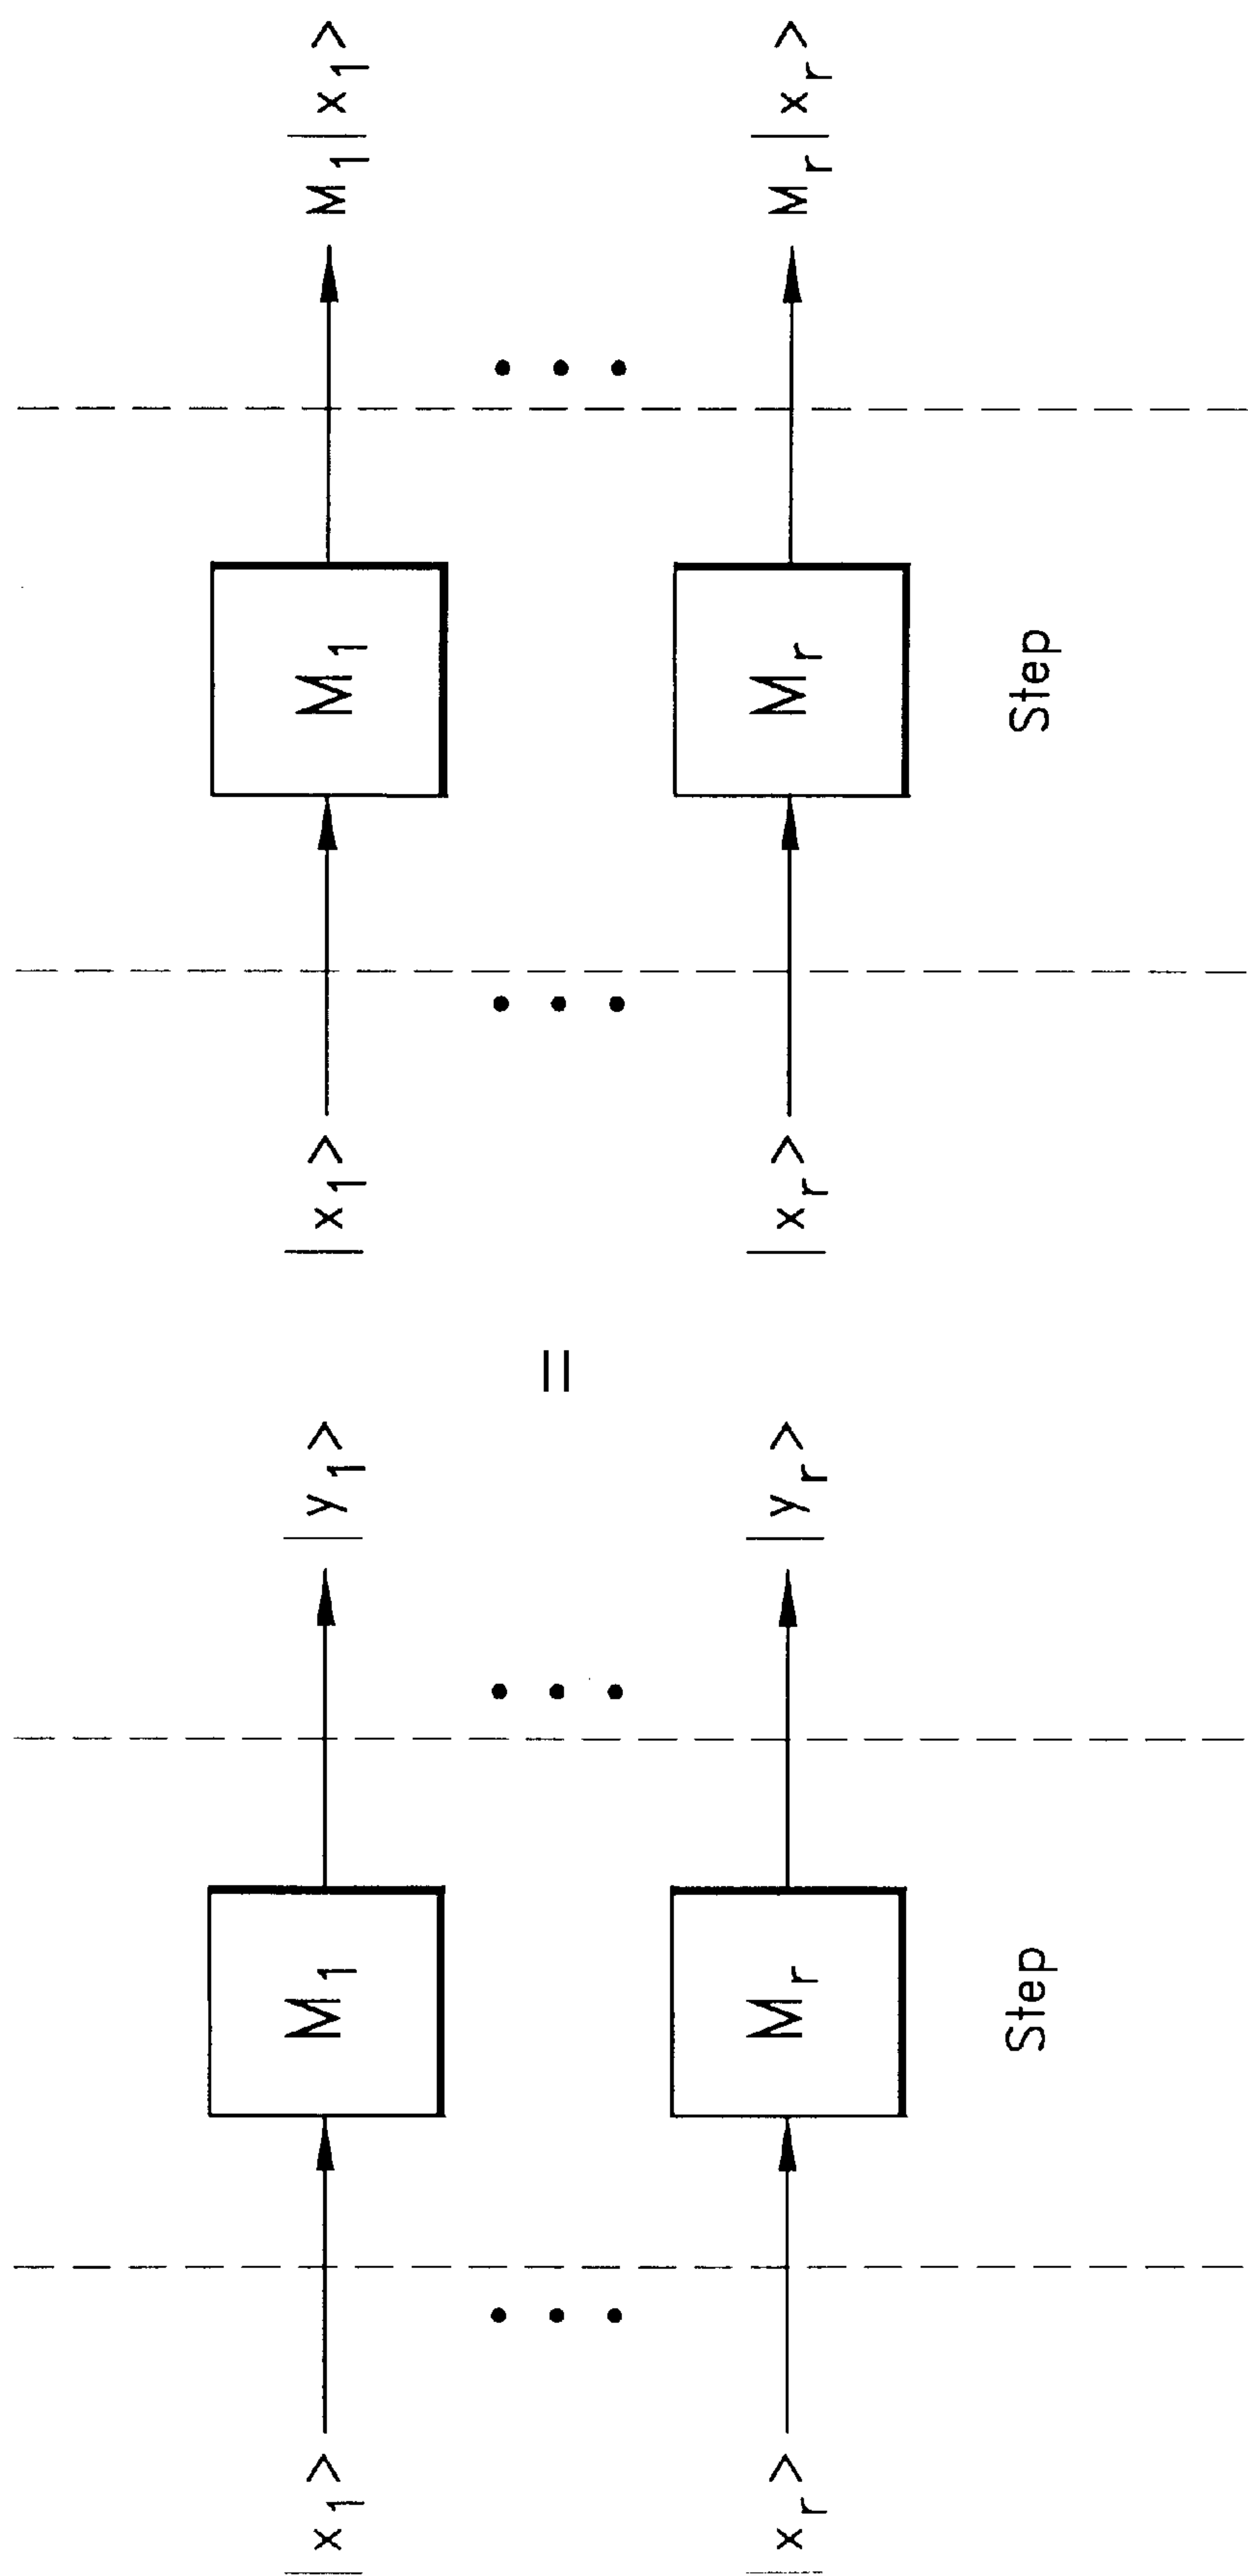 |x1> M1 |y1> = |x1> M1 M1|x1>
|xr> Mr |yr> |xr> Mr Mr|xr>
Step Step